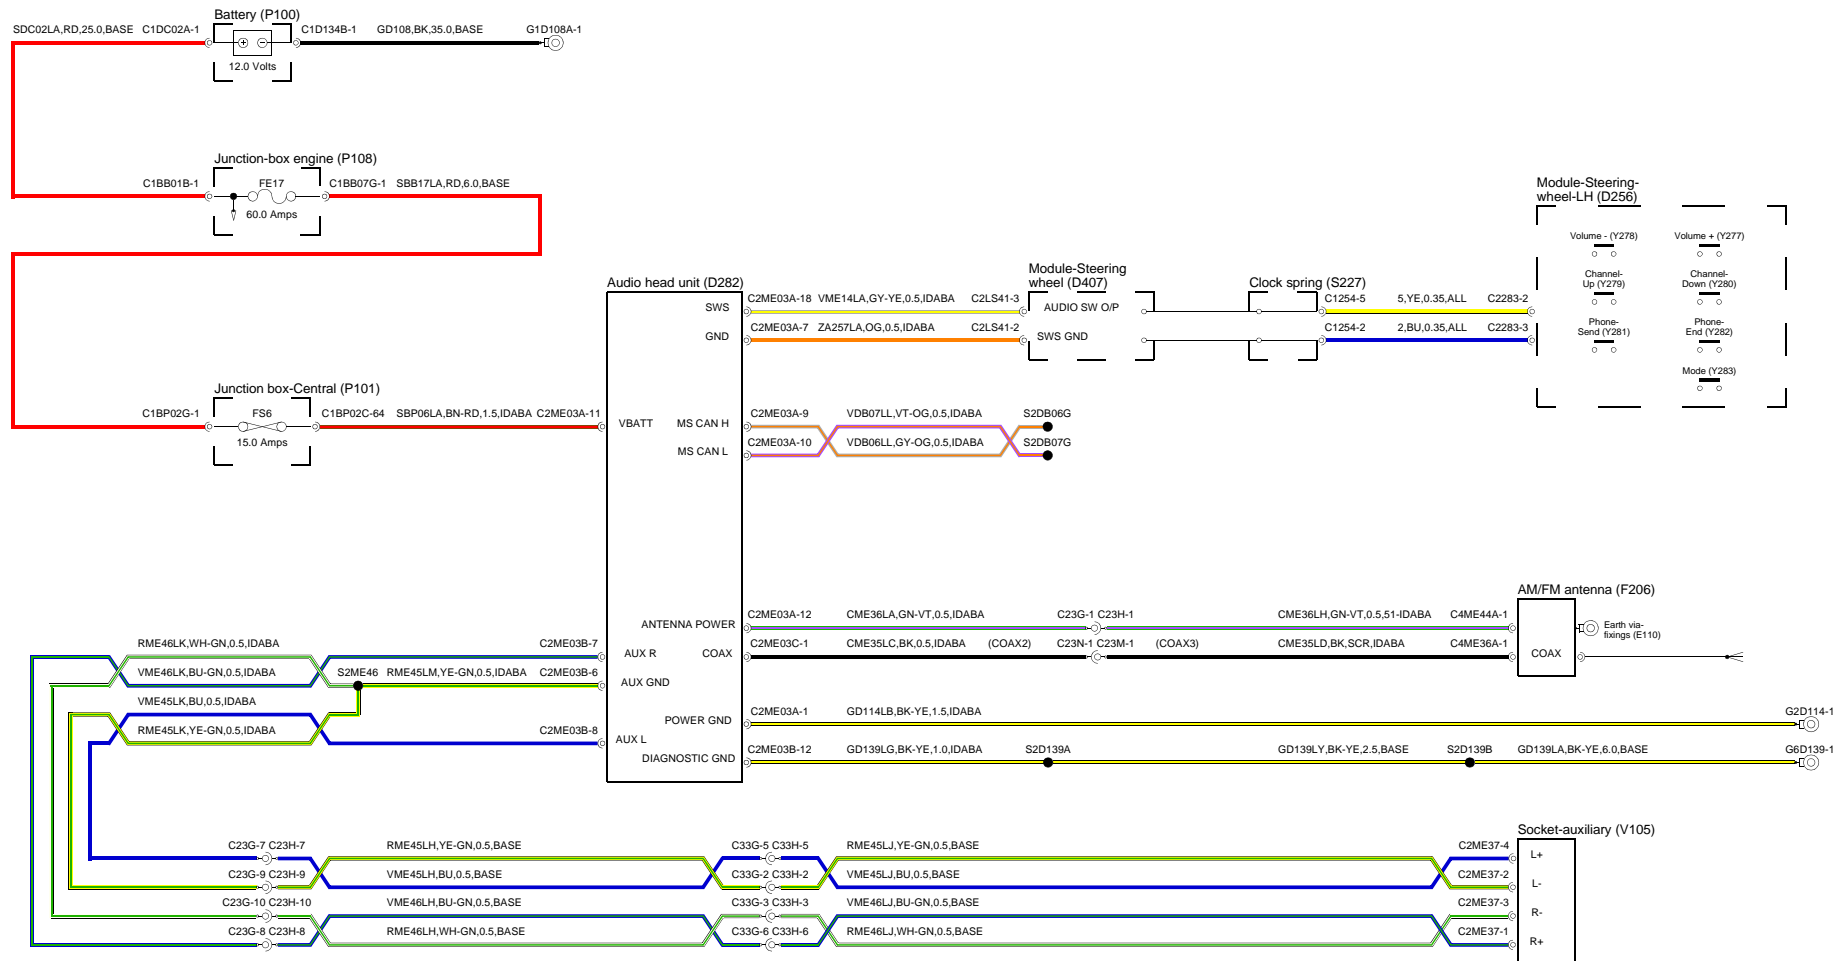 Battery (P100)
SDC02LA,RD,25.0,BASE C1DC02A-1 C1D134B-1 GD108,BK,35.0,BASE G1D108A-1
12.0 Volts
Junction-box engine (P108)
C1BB01B-1 FE17 C1BB07G-1 SBB17LA,RD,6.0,BASE
60.0 Amps
Module-Steering-
wheel-LH (D256)
Volume - (Y278) Volume + (Y277)
Channel-
Up (Y279)
Channel-
Down (Y280)
Phone-
Send (Y281)
Phone-
End (Y282)
Mode (Y283)
Audio head unit (D282)
Module-Steering
wheel (D407)
Clock spring (S227)
SWS C2ME03A-18 VME14LA,GY-YE,0.5,IDABA C2LS41-3 AUDIO SW O/P C1254-5 5,YE,0.35,ALL C2283-2
GND C2ME03A-7 ZA257LA,OG,0.5,IDABA C2LS41-2 SWS GND C1254-2 2,BU,0.35,ALL C2283-3
Junction box-Central (P101)
C1BP02G-1 FS6 C1BP02C-64 SBP06LA,BN-RD,1.5,IDABA C2ME03A-11
15.0 Amps
VBATT MS CAN H C2ME03A-9 VDB07LL,VT-OG,0.5,IDABA S2DB06G
MS CAN L C2ME03A-10 VDB06LL,GY-OG,0.5,IDABA S2DB07G
AM/FM antenna (F206)
ANTENNA POWER C2ME03A-12 CME36LA,GN-VT,0.5,IDABA C23G-1 C23H-1 CME36LH,GN-VT,0.5,51-IDABA C4ME44A-1
Earth via-
fixings (E110)
RME46LK,WH-GN,0.5,IDABA C2ME03B-7 AUX R
COAX C2ME03C-1 CME35LC,BK,0.5,IDABA (COAX2) C23N-1 C23M-1 (COAX3) CME35LD,BK,SCR,IDABA C4ME36A-1 COAX
VME46LK,BU-GN,0.5,IDABA S2ME46 RME45LM,YE-GN,0.5,IDABA C2ME03B-6 AUX GND
VME45LK,BU,0.5,IDABA
POWER GND C2ME03A-1 GD114LB,BK-YE,1.5,IDABA G2D114-1
RME45LK,YE-GN,0.5,IDABA C2ME03B-8 AUX L
DIAGNOSTIC GND C2ME03B-12 GD139LG,BK-YE,1.0,IDABA S2D139A GD139LY,BK-YE,2.5,BASE S2D139B GD139LA,BK-YE,6.0,BASE G6D139-1
Socket-auxiliary (V105)
C23G-7 C23H-7 RME45LH,YE-GN,0.5,BASE C33G-5 C33H-5 RME45LJ,YE-GN,0.5,BASE C2ME37-4 L+
C23G-9 C23H-9 VME45LH,BU,0.5,BASE C33G-2 C33H-2 VME45LJ,BU,0.5,BASE C2ME37-2 L-
C23G-10 C23H-10 VME46LH,BU-GN,0.5,BASE C33G-3 C33H-3 VME46LJ,BU-GN,0.5,BASE C2ME37-3 R-
C23G-8 C23H-8 RME46LH,WH-GN,0.5,BASE C33G-6 C33H-6 RME46LJ,WH-GN,0.5,BASE C2ME37-1 R+